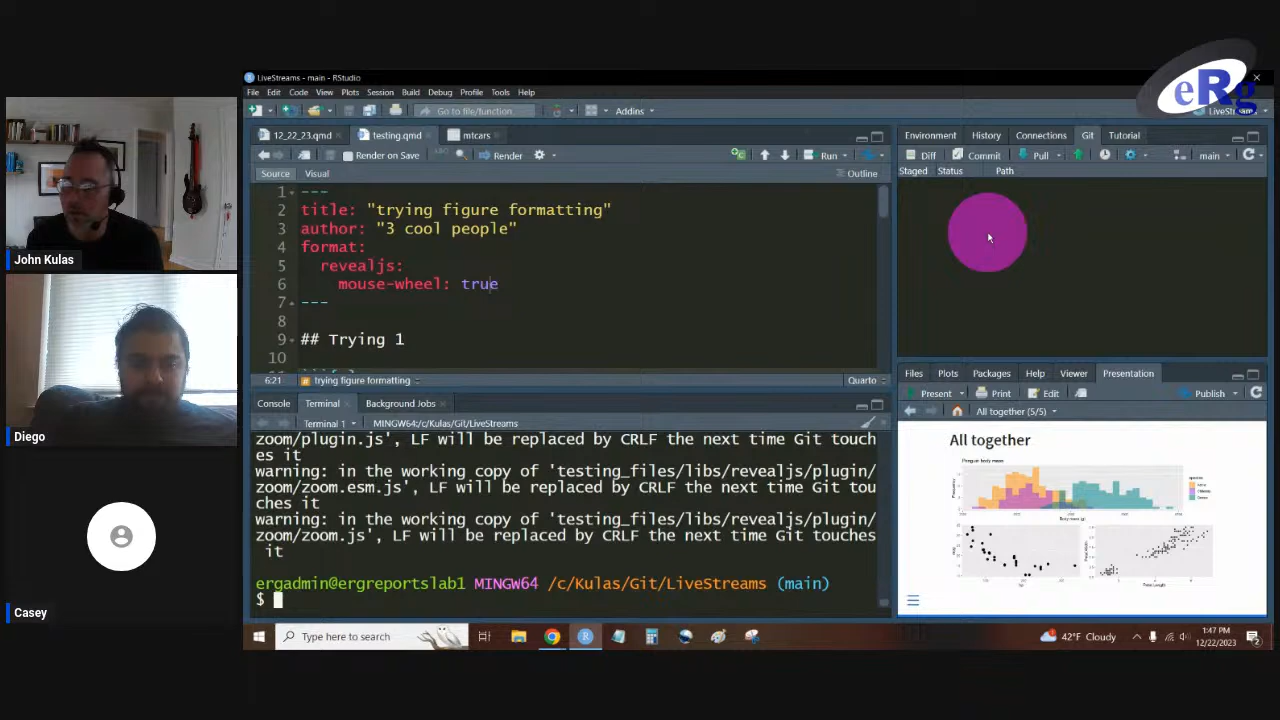 eRg
LiveStreams - main - RStudio
File Edit Code View Plots Session Build Debug Profile Tools Help
Go to file/function
Addins
LiveStreams
12_22_23.qmd
testing.qmd
mtcars
Render on Save
Render
Run
Source
Visual
Outline
1 ---
2 title: "trying figure formatting"
3 author: "3 cool people"
4 format:
5 revealjs:
6 mouse-wheel: true
7 ---
8
9 ## Trying 1
10
6:21
trying figure formatting
Quarto
Console
Terminal
Background Jobs
Terminal 1
MINGW64:/c/Kulas/Git/LiveStreams
zoom/plugin.js', LF will be replaced by CRLF the next time Git touch
es it
warning: in the working copy of 'testing_files/libs/revealjs/plugin/
zoom/zoom.esm.js', LF will be replaced by CRLF the next time Git tou
ches it
warning: in the working copy of 'testing_files/libs/revealjs/plugin/
zoom/zoom.js', LF will be replaced by CRLF the next time Git touches
it
ergadmin@ergreportslab1 MINGW64 /c/Kulas/Git/LiveStreams (main)
$
Environment
History
Connections
Git
Tutorial
Diff
Commit
Pull
main
Staged
Status
Path
Files
Plots
Packages
Help
Viewer
Presentation
Present
Print
Edit
Publish
All together (5/5)
All together
Penguin body mass
John Kulas
Diego
Casey
Type here to search
42°F Cloudy
1:47 PM
12/22/2023
2